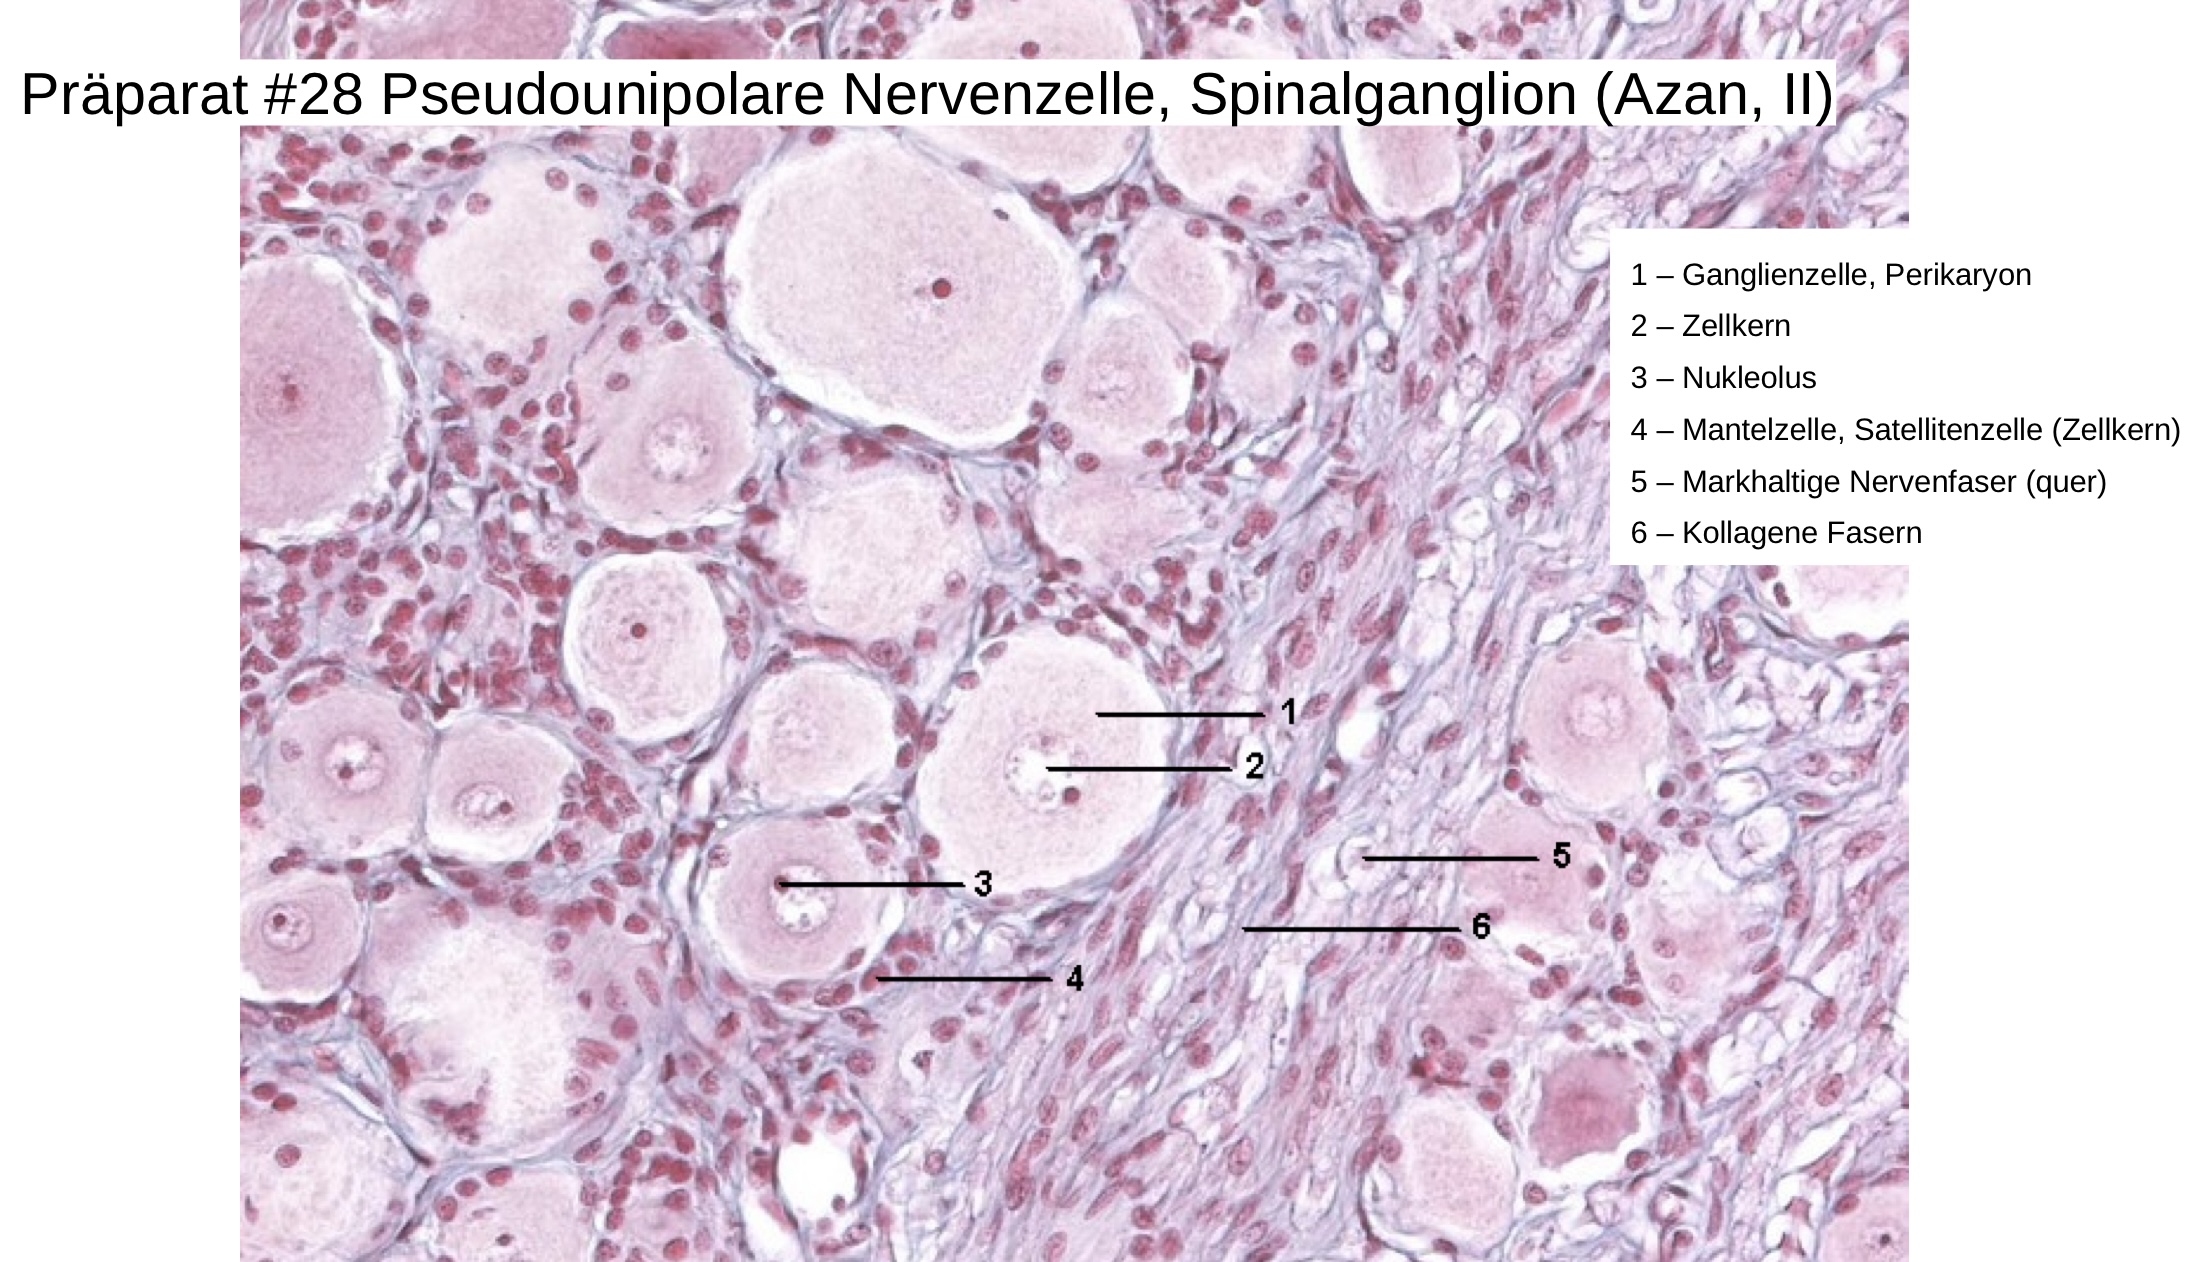 Präparat #28 Pseudounipolare Nervenzelle, Spinalganglion (Azan, II)
1 – Ganglienzelle, Perikaryon
2 – Zellkern
3 – Nukleolus
4 – Mantelzelle, Satellitenzelle (Zellkern)
5 – Markhaltige Nervenfaser (quer)
6 – Kollagene Fasern
1
2
5
3
6
4